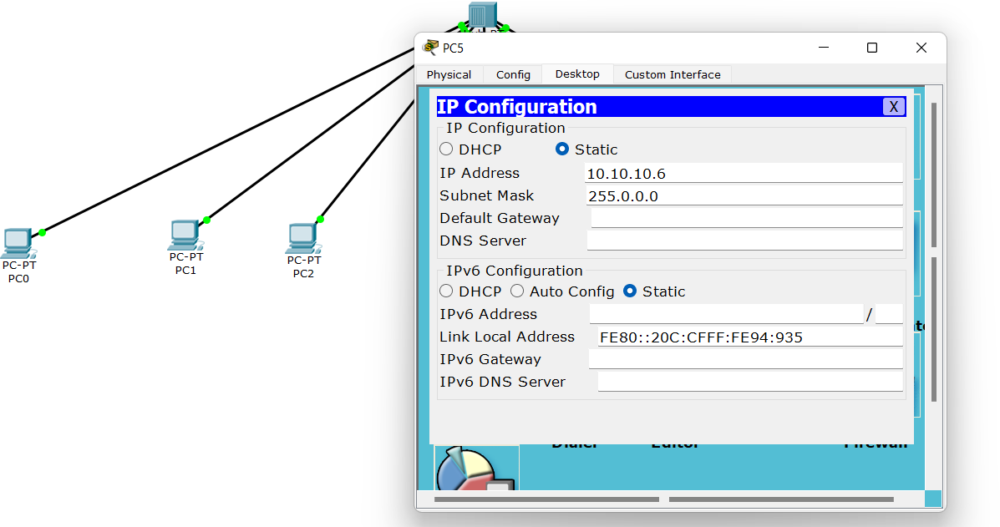 PC5
Physical Config Desktop Custom Interface
IP Configuration X
IP Configuration
DHCP Static
IP Address 10.10.10.6
Subnet Mask 255.0.0.0
Default Gateway
DNS Server
IPv6 Configuration
DHCP Auto Config Static
IPv6 Address /
Link Local Address FE80::20C:CFFF:FE94:935
IPv6 Gateway
IPv6 DNS Server
Dialer Editor Firewall
PC-PT
PC0
PC-PT
PC1
PC-PT
PC2